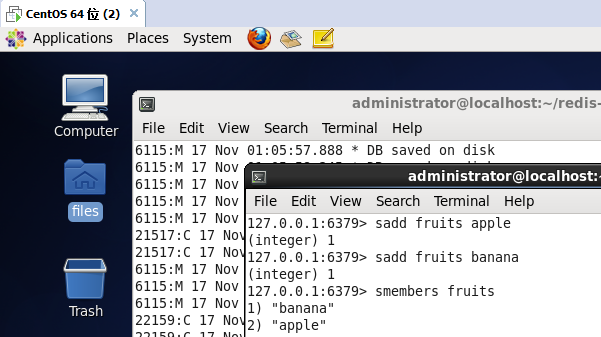 CentOS 64 位 (2)
Applications Places System
Computer
files
Trash
administrator@localhost:~/redis-
File Edit View Search Terminal Help
6115:M 17 Nov 01:05:57.888 * DB saved on disk
6115:M 17 Nov
6115:M 17 Nov
6115:M 17 Nov
6115:M 17 Nov
21517:C 17 Nov
21517:C 17 Nov
6115:M 17 Nov
6115:M 17 Nov
6115:M 17 Nov
22159:C 17 Nov
22159:C 17 Nov
administrator@localhost:
File Edit View Search Terminal Help
127.0.0.1:6379> sadd fruits apple
(integer) 1
127.0.0.1:6379> sadd fruits banana
(integer) 1
127.0.0.1:6379> smembers fruits
1) "banana"
2) "apple"